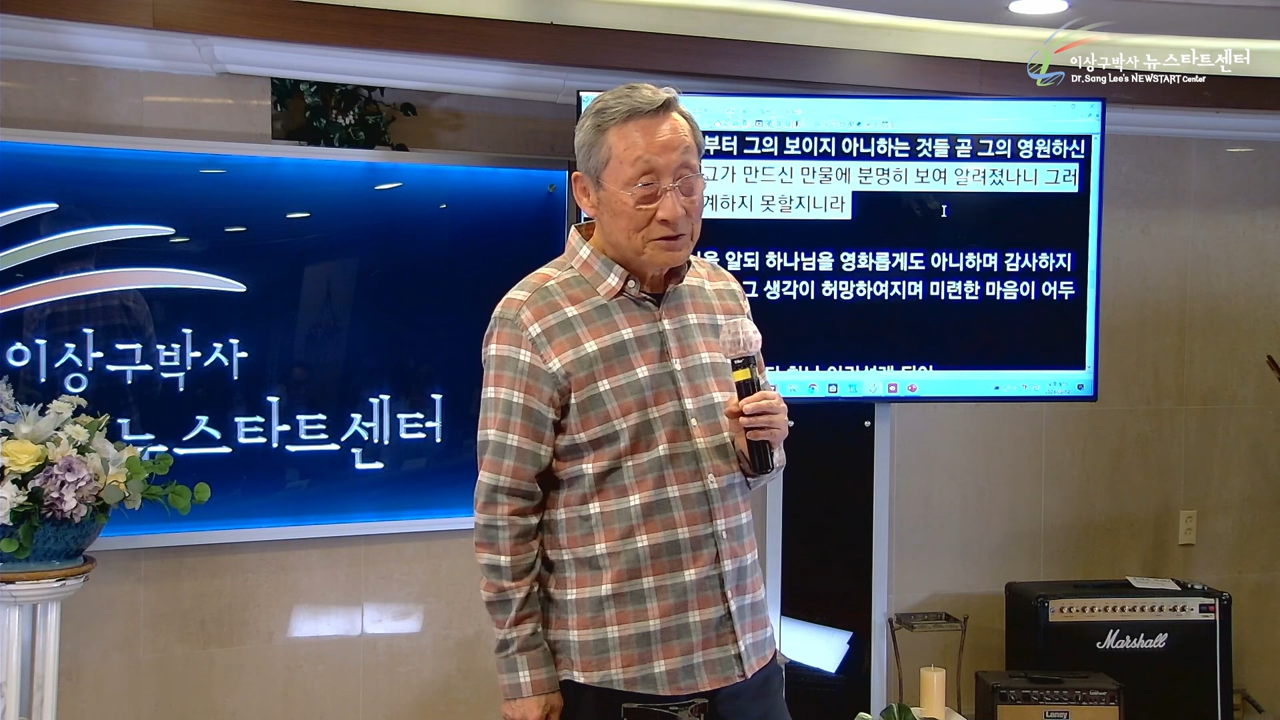 이상구박사 뉴스타트센터
Dr. Sang Lee's NEWSTART Center
부터 그의 보이지 아니하는 것들 곧 그의 영원하신
그가 만드신 만물에 분명히 보여 알려졌나니 그러
계하지 못할지니라
알되 하나님을 영화롭게도 아니하며 감사하지
그 생각이 허망하여지며 미련한 마음이 어두
이상구박사
뉴스타트센터
Marshall
Laney